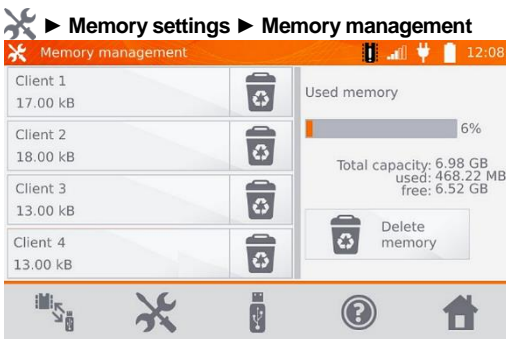 ► Memory settings ► Memory management
Memory management 12:08
Client 1
17.00 kB
Client 2
18.00 kB
Client 3
13.00 kB
Client 4
13.00 kB
Used memory
6%
Total capacity: 6.98 GB
used: 468.22 MB
free: 6.52 GB
Delete
memory